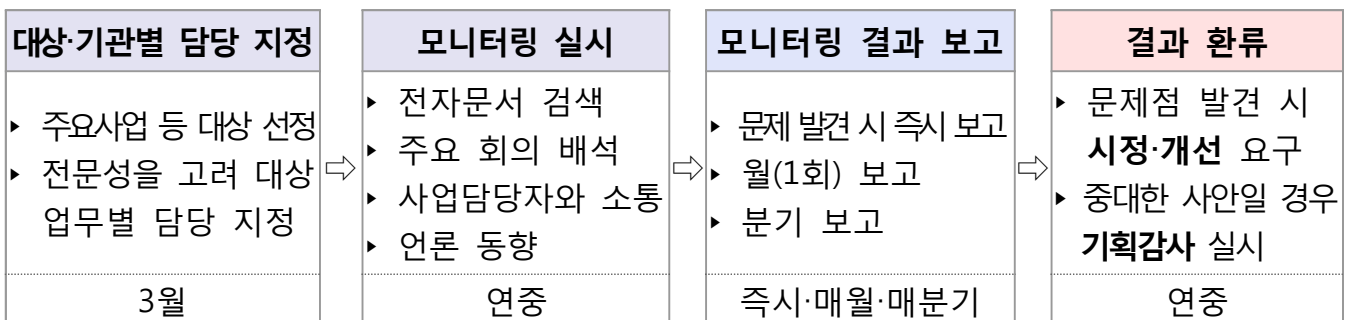 대상·기관별 담당 지정
▸ 주요사업 등 대상 선정
▸ 전문성을 고려 대상
업무별 담당 지정
3월
⇨
모니터링 실시
▸ 전자문서 검색
▸ 주요 회의 배석
▸ 사업담당자와 소통
▸ 언론 동향
연중
⇨
모니터링 결과 보고
▸ 문제 발견 시 즉시 보고
▸ 월(1회) 보고
▸ 분기 보고
즉시·매월·매분기
⇨
결과 환류
▸ 문제점 발견 시
시정·개선 요구
▸ 중대한 사안일 경우
기획감사 실시
연중